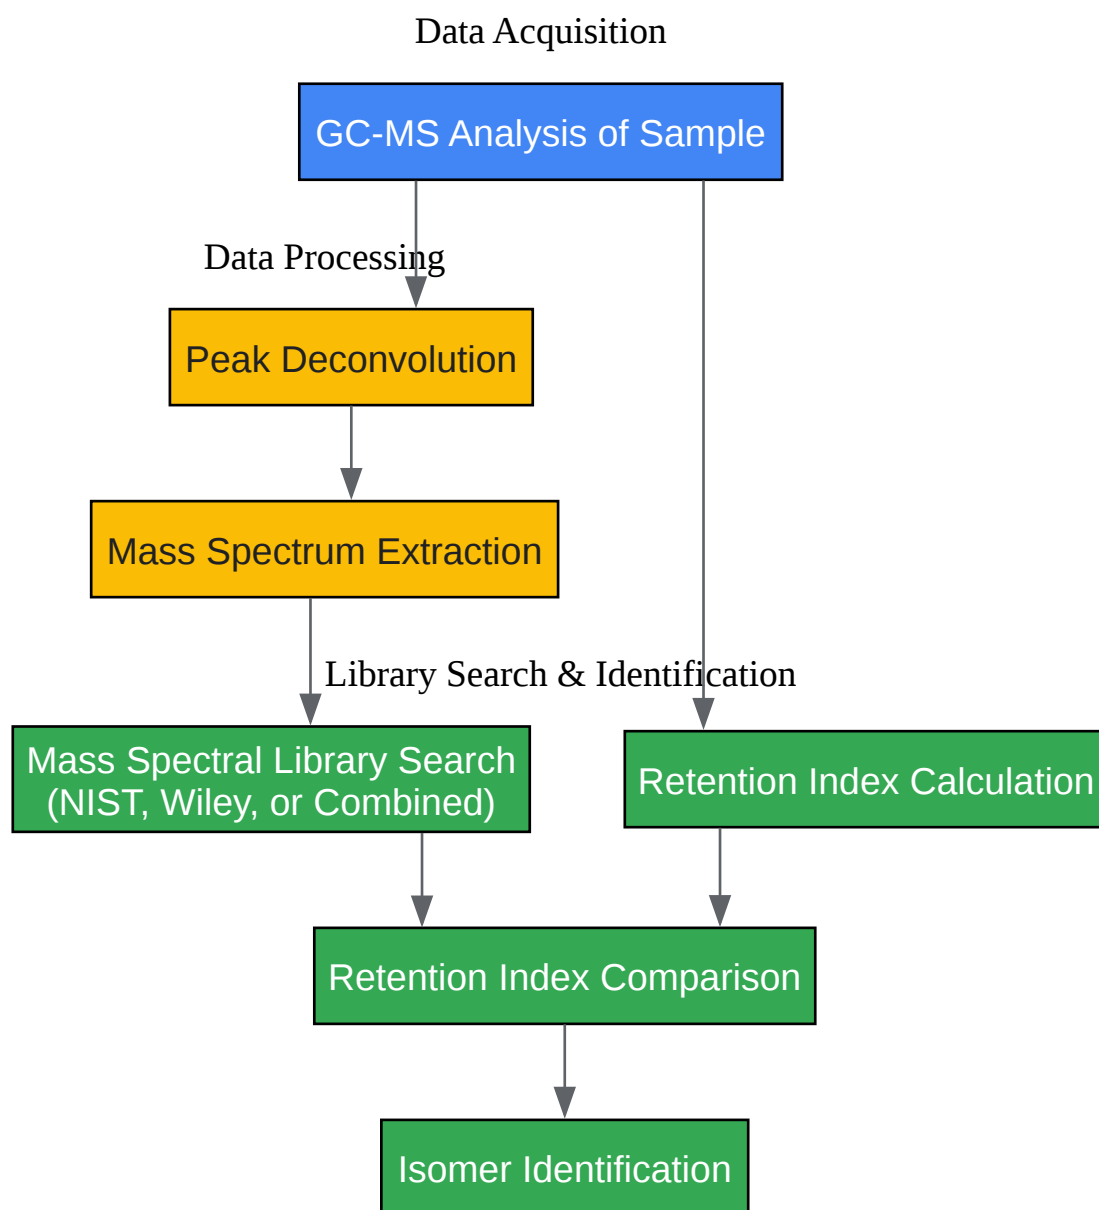 Data Acquisition
GC-MS Analysis of Sample
Data Processing
Peak Deconvolution
Mass Spectrum Extraction
Library Search & Identification
Mass Spectral Library Search
(NIST, Wiley, or Combined)
Retention Index Calculation
Retention Index Comparison
Isomer Identification